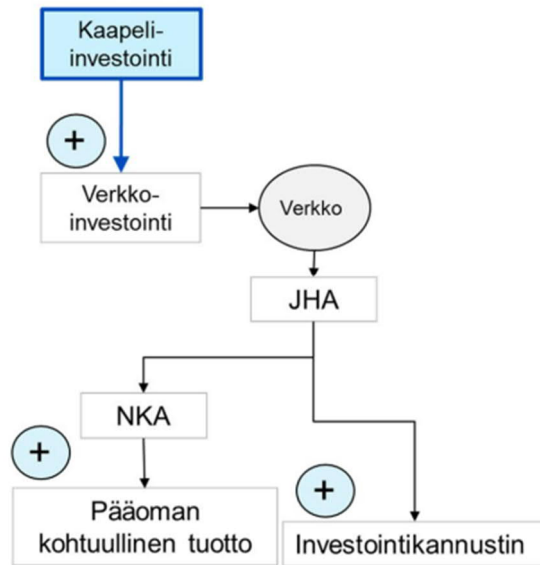 Kaapeli-
investointi
+
Verkko-
investointi
Verkko
JHA
NKA
+
Pääoman
kohtuullinen tuotto
+
Investointikannustin